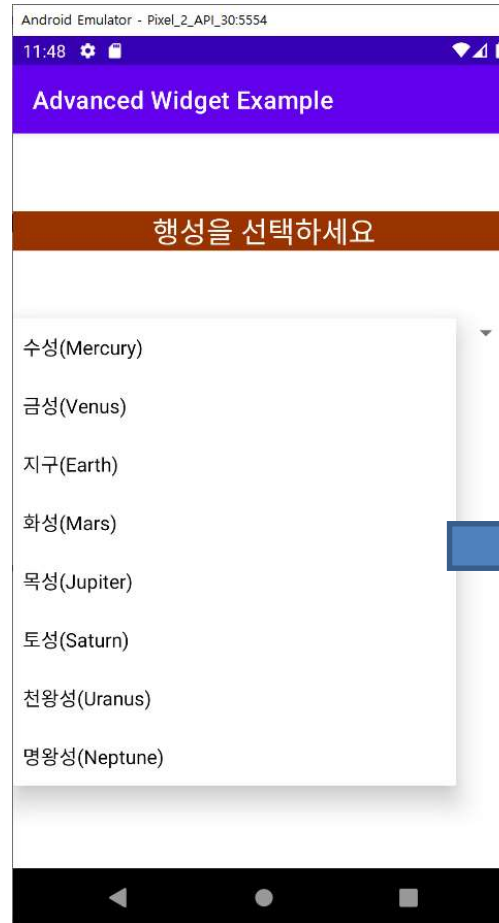 Android Emulator - Pixel_2_API_30:5554
11:48
Advanced Widget Example
행성을 선택하세요
수성(Mercury)
금성(Venus)
지구(Earth)
화성(Mars)
목성(Jupiter)
토성(Saturn)
천왕성(Uranus)
명왕성(Neptune)